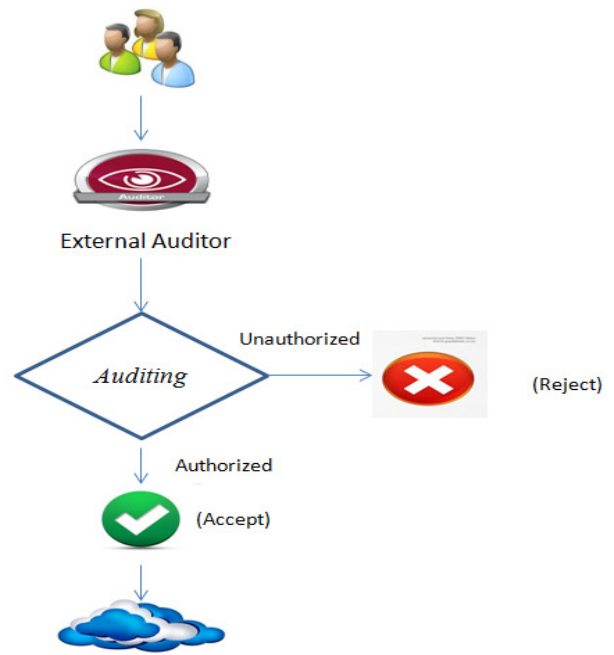 Auditor
External Auditor
Unauthorized
Auditing
(Reject)
Authorized
(Accept)